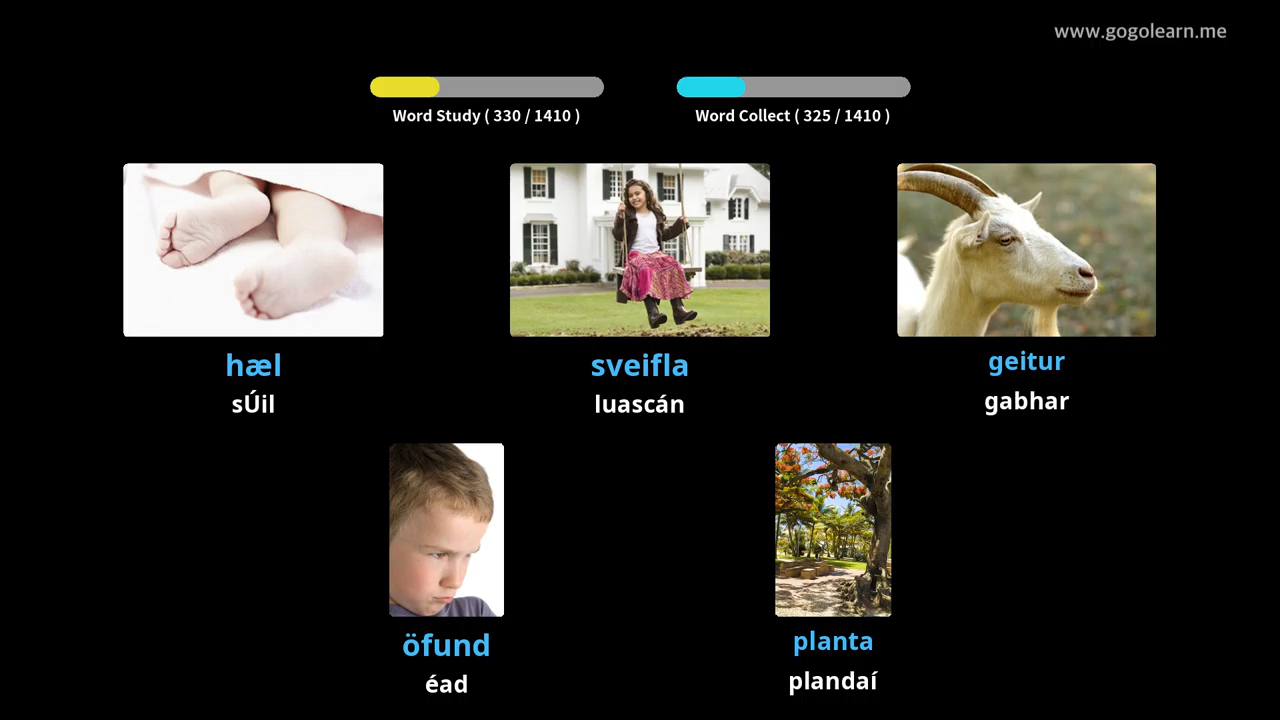 www.gogolearn.me
Word Study ( 330 / 1410 )
Word Collect ( 325 / 1410 )
hæl
sÚil
sveifla
luascán
geitur
gabhar
öfund
éad
planta
plandaí